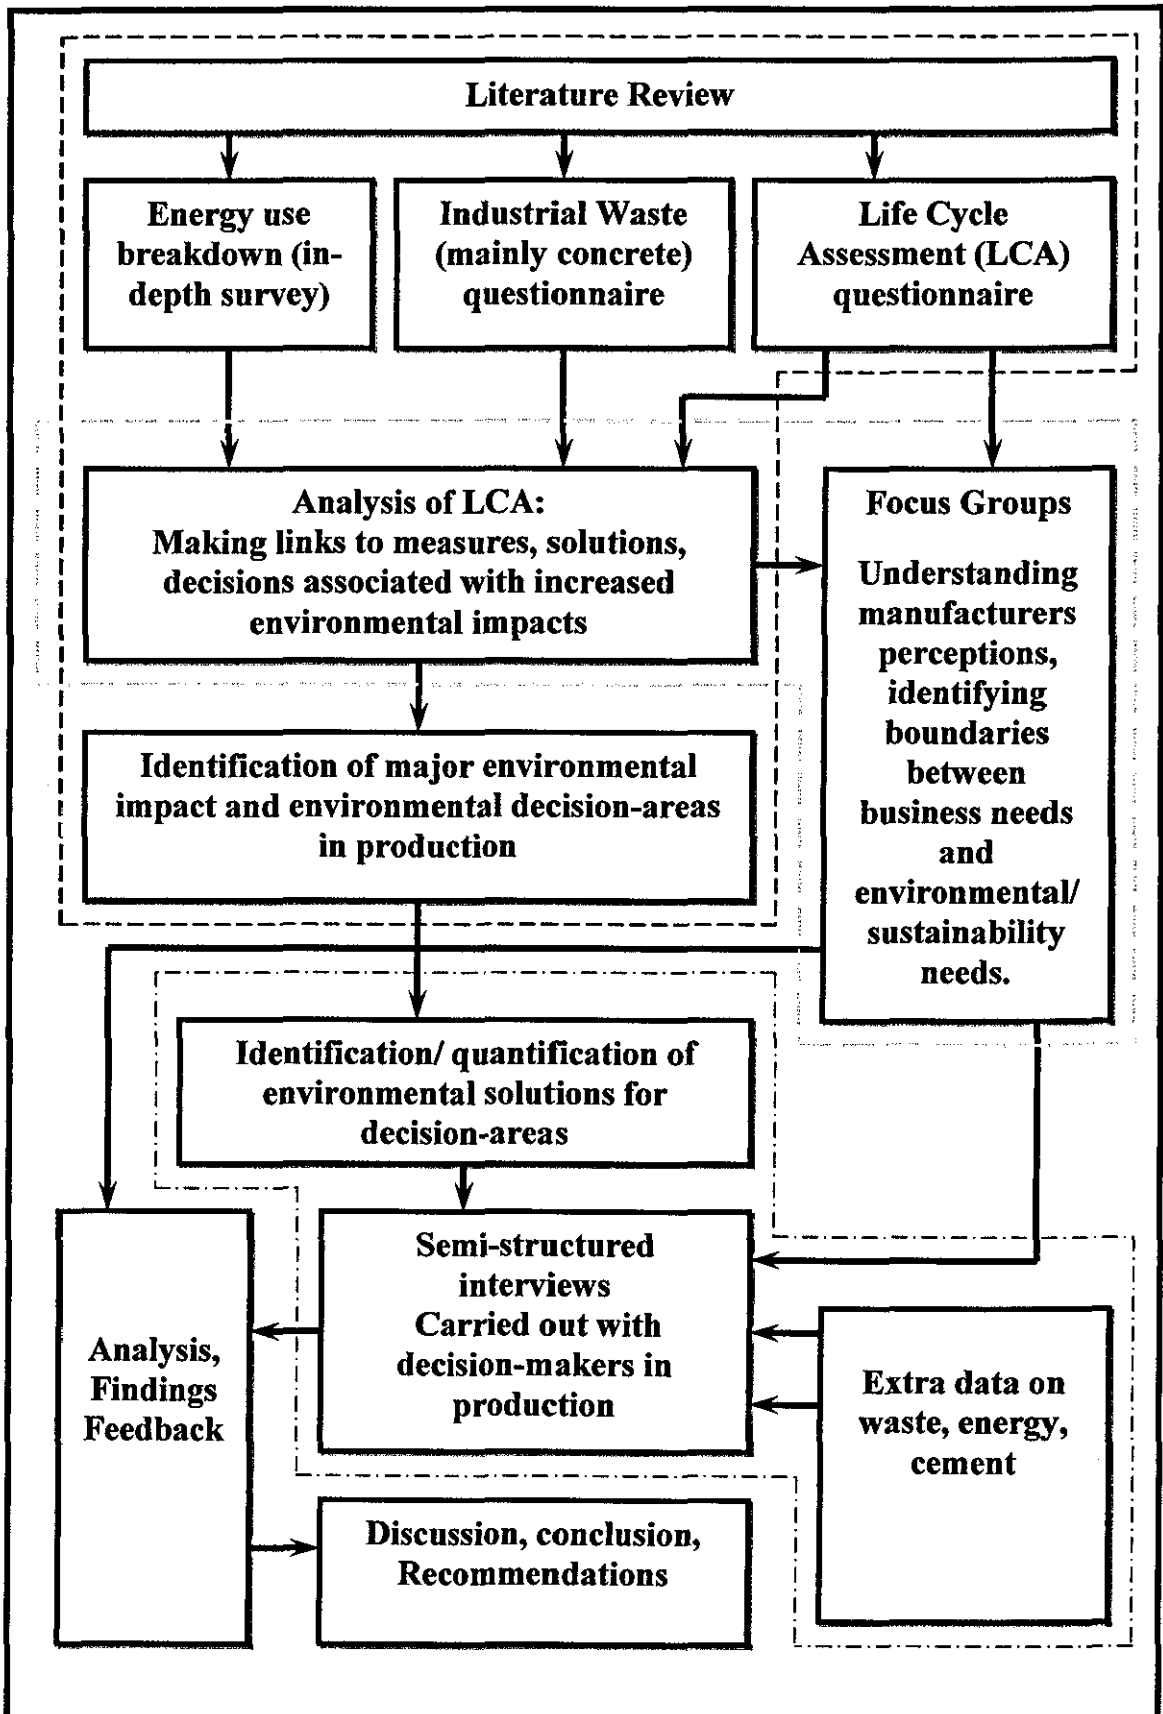 Literature Review
Energy use
breakdown (in-
depth survey)
Industrial Waste
(mainly concrete)
questionnaire
Life Cycle
Assessment (LCA)
questionnaire
Analysis of LCA:
Making links to measures, solutions,
decisions associated with increased
environmental impacts
Focus Groups
Understanding
manufacturers
perceptions,
identifying
boundaries
between
business needs
and
environmental/
sustainability
needs.
Identification of major environmental
impact and environmental decision-areas
in production
Identification/ quantification of
environmental solutions for
decision-areas
Semi-structured
interviews
Carried out with
decision-makers in
production
Analysis,
Findings
Feedback
Extra data on
waste, energy,
cement
Discussion, conclusion,
Recommendations